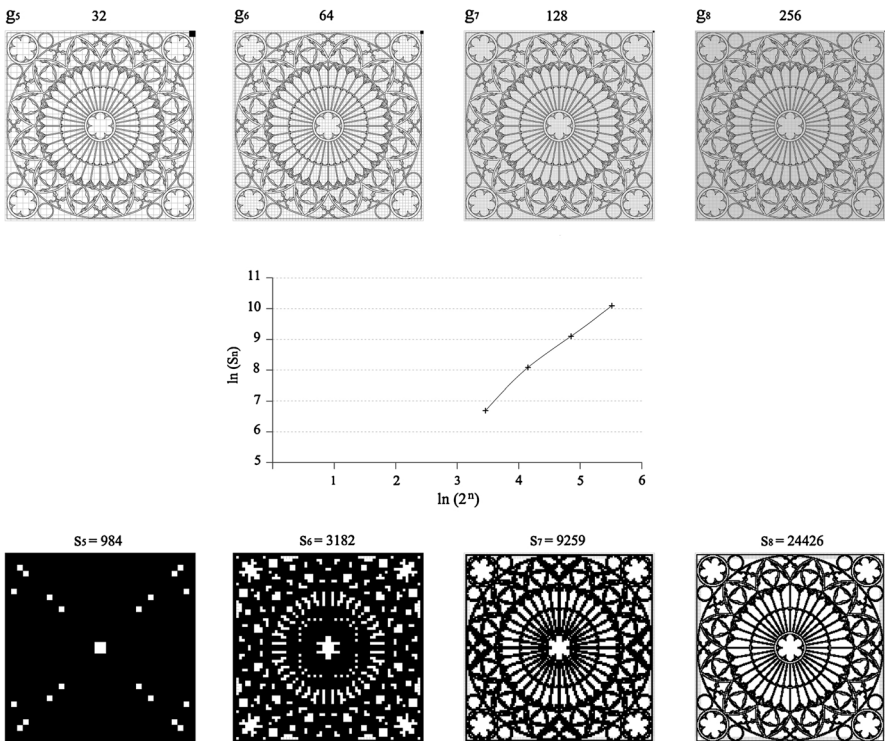 g5 32
g6 64
g7 128
g8 256
11
10
9
8
7
6
5
ln (Sn)
1 2 3 4 5 6
ln (2ⁿ)
s5 = 984
s6 = 3182
s7 = 9259
s8 = 24426